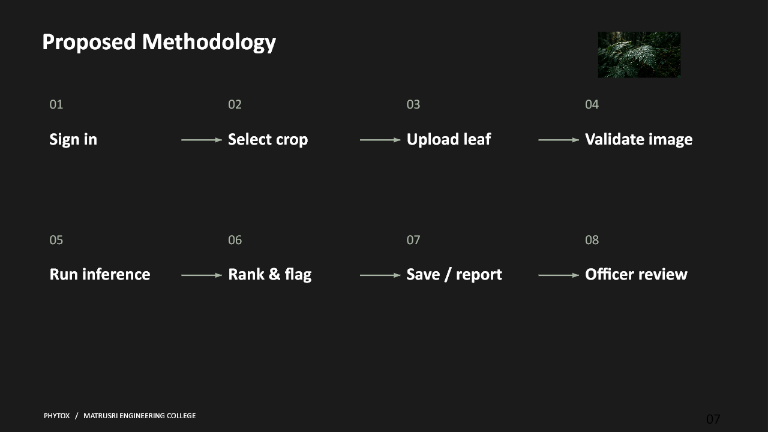 Proposed Methodology
01 02 03 04
Sign in Select crop Upload leaf Validate image
05 06 07 08
Run inference Rank & flag Save / report Officer review
PHYTOX / MATRUSRI ENGINEERING COLLEGE
07